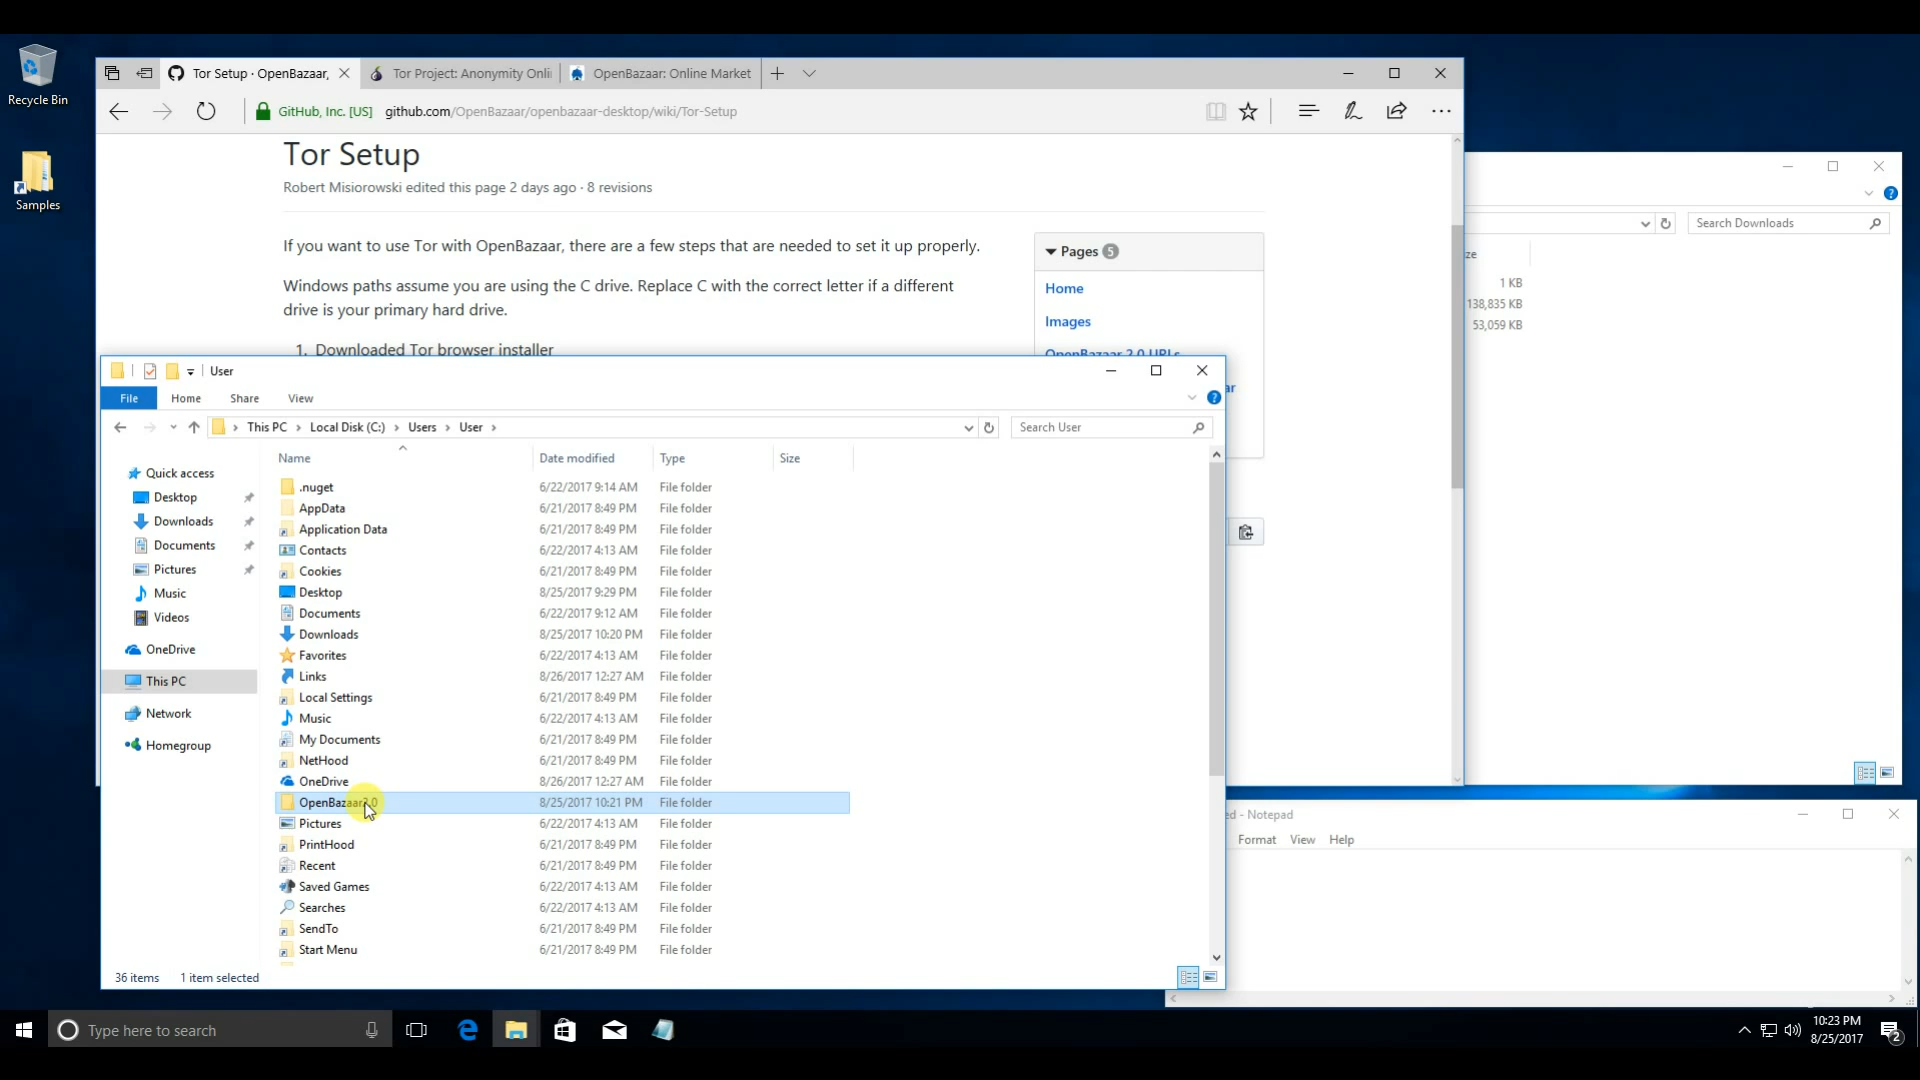 Recycle Bin
Samples
Tor Setup · OpenBazaar,
Tor Project: Anonymity Onli
OpenBazaar: Online Market
GitHub, Inc. [US]
github.com/OpenBazaar/openbazaar-desktop/wiki/Tor-Setup
Tor Setup
Robert Misiorowski edited this page 2 days ago · 8 revisions
If you want to use Tor with OpenBazaar, there are a few steps that are needed to set it up properly.
Windows paths assume you are using the C drive. Replace C with the correct letter if a different
drive is your primary hard drive.
1. Downloaded Tor browser installer
Pages 5
Home
Images
OpenBazaar 2.0 URLs
ar
Search Downloads
ze
1 KB
138,835 KB
53,059 KB
User
File Home Share View
This PC › Local Disk (C:) › Users › User ›
Search User
Quick access
Desktop
Downloads
Documents
Pictures
Music
Videos
OneDrive
This PC
Network
Homegroup
Name Date modified Type Size
.nuget 6/22/2017 9:14 AM File folder
AppData 6/21/2017 8:49 PM File folder
Application Data 6/21/2017 8:49 PM File folder
Contacts 6/22/2017 4:13 AM File folder
Cookies 6/21/2017 8:49 PM File folder
Desktop 8/25/2017 9:29 PM File folder
Documents 6/22/2017 9:12 AM File folder
Downloads 8/25/2017 10:20 PM File folder
Favorites 6/22/2017 4:13 AM File folder
Links 8/26/2017 12:27 AM File folder
Local Settings 6/21/2017 8:49 PM File folder
Music 6/22/2017 4:13 AM File folder
My Documents 6/21/2017 8:49 PM File folder
NetHood 6/21/2017 8:49 PM File folder
OneDrive 8/26/2017 12:27 AM File folder
OpenBazaar2.0 8/25/2017 10:21 PM File folder
Pictures 6/22/2017 4:13 AM File folder
PrintHood 6/21/2017 8:49 PM File folder
Recent 6/21/2017 8:49 PM File folder
Saved Games 6/22/2017 4:13 AM File folder
Searches 6/22/2017 4:13 AM File folder
SendTo 6/21/2017 8:49 PM File folder
Start Menu 6/21/2017 8:49 PM File folder
36 items 1 item selected
ed - Notepad
Format View Help
Type here to search
10:23 PM
8/25/2017
2